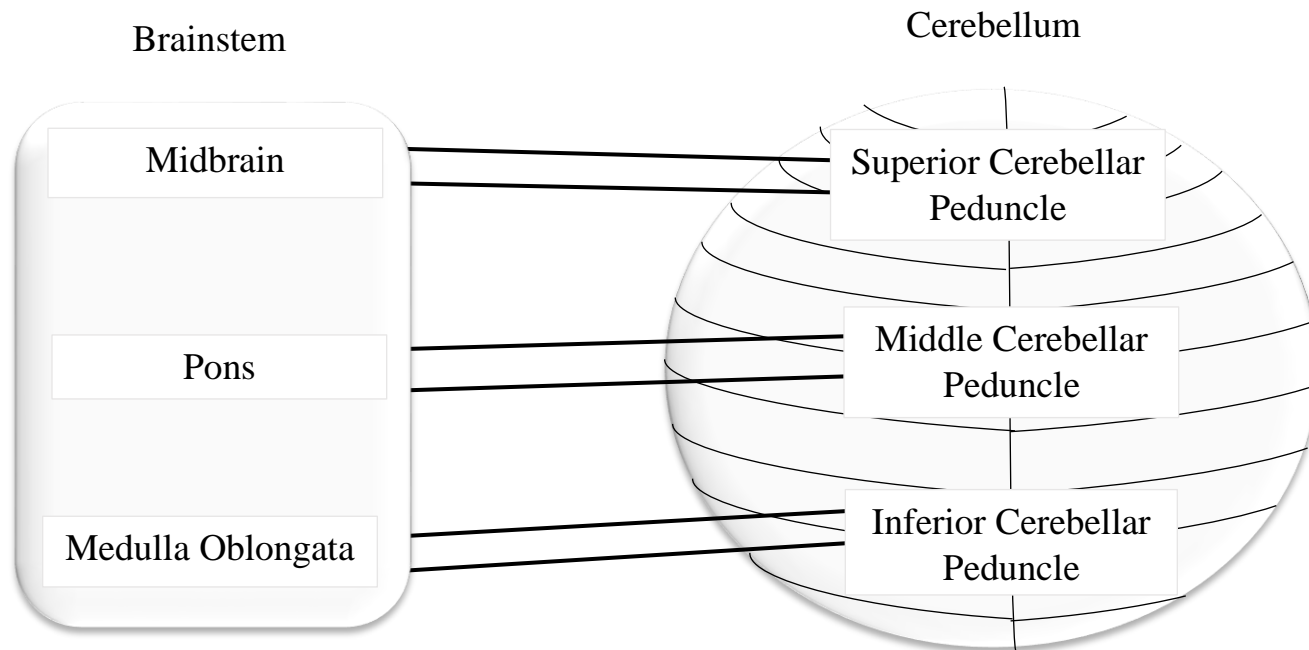 Brainstem
Cerebellum
Midbrain
Superior Cerebellar
Peduncle
Pons
Middle Cerebellar
Peduncle
Medulla Oblongata
Inferior Cerebellar
Peduncle